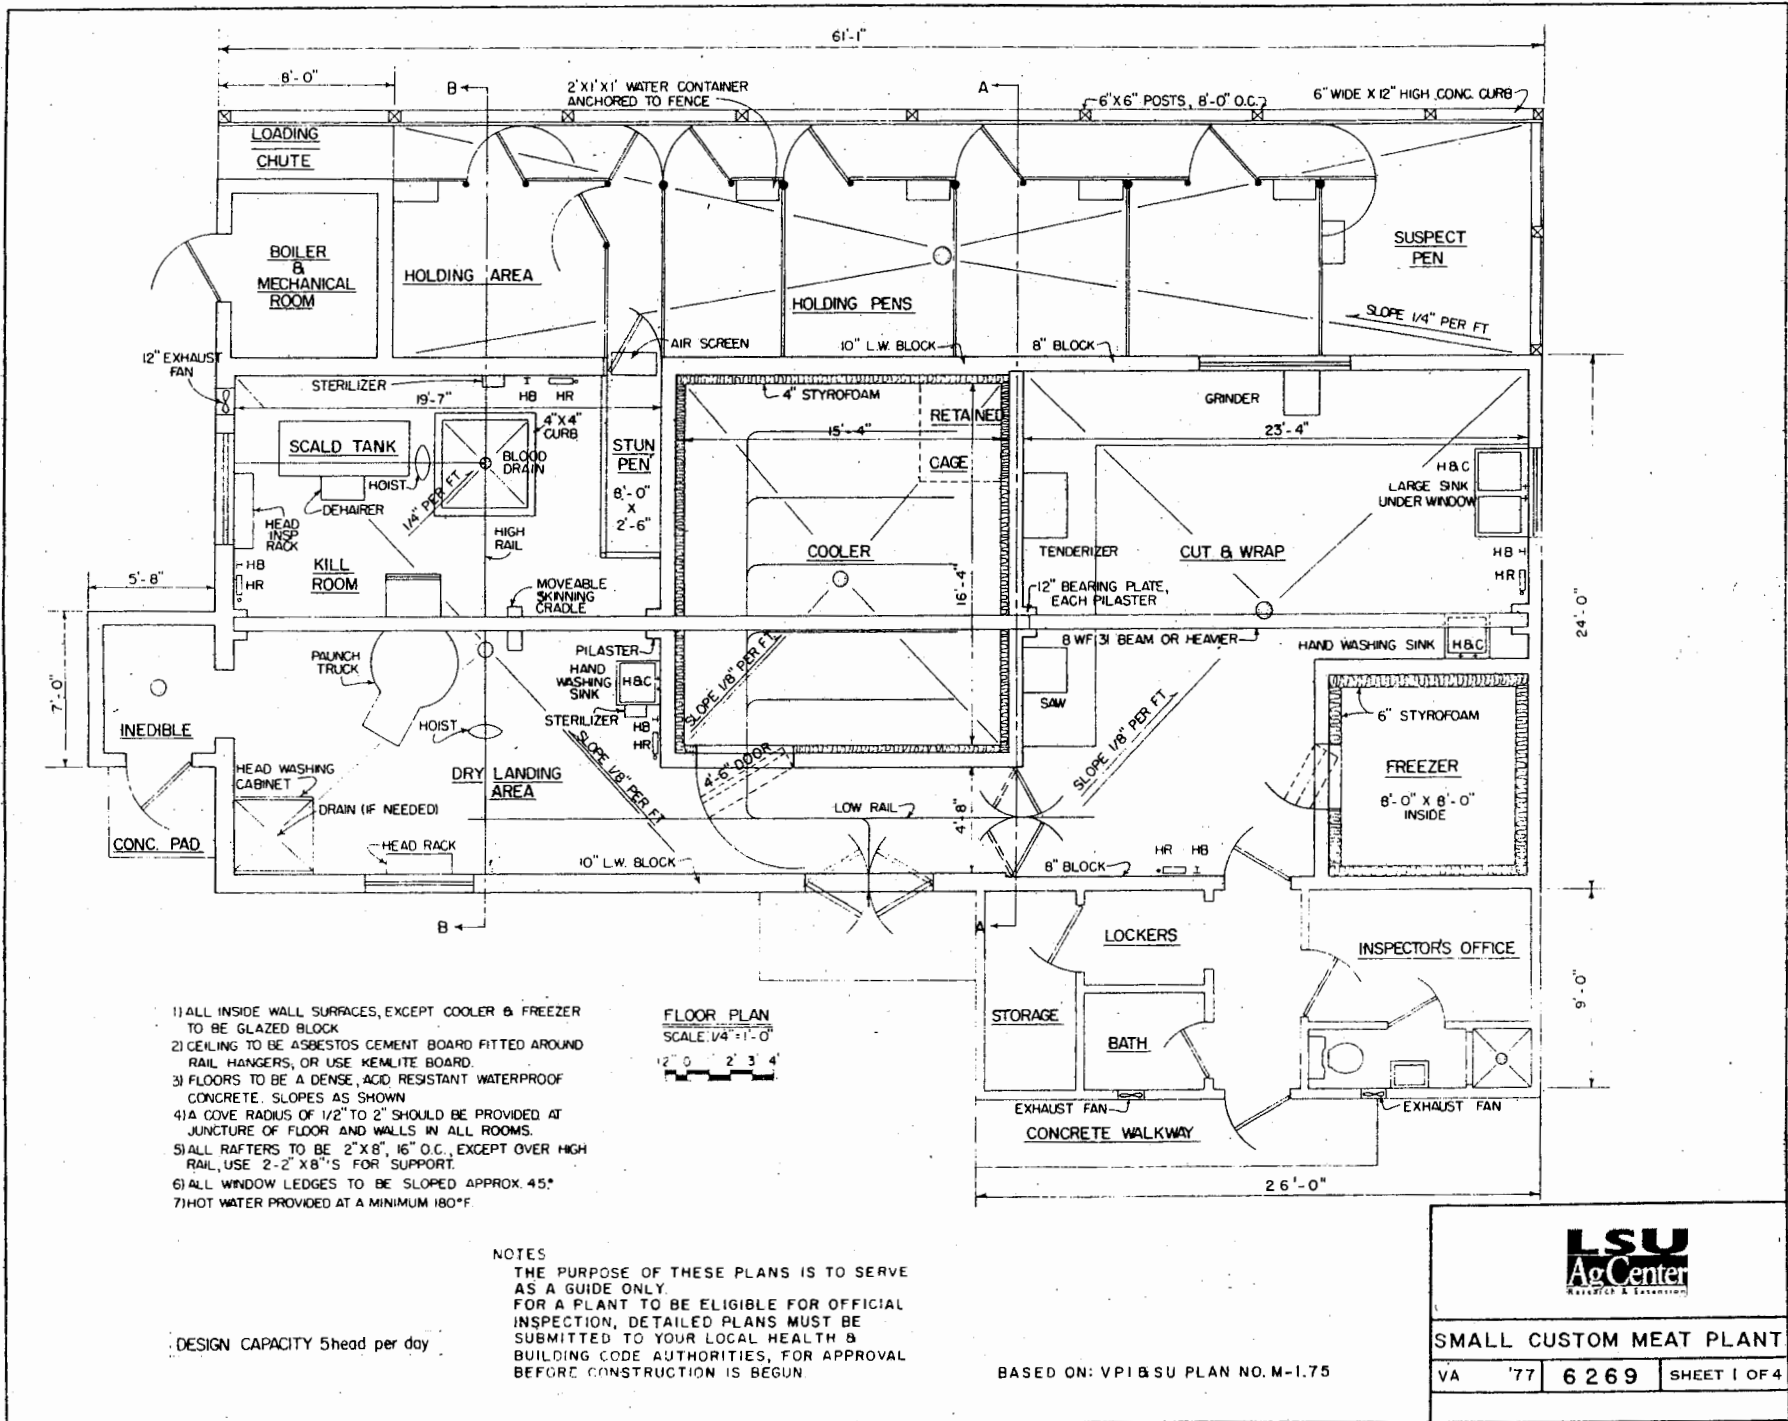 61'-1"
8'-0"
B
2'X1'X1' WATER CONTAINER
ANCHORED TO FENCE
A
6"X6" POSTS, 8'-0" O.C.
6" WIDE X 12" HIGH CONC. CURB
LOADING
CHUTE
BOILER
&
MECHANICAL
ROOM
HOLDING AREA
HOLDING PENS
SUSPECT
PEN
SLOPE 1/4" PER FT
12" EXHAUST
FAN
AIR SCREEN
10" L.W. BLOCK
8" BLOCK
STERILIZER
HB
HR
19'-7"
4"X4"
CURB
4" STYROFOAM
RETAINED
CAGE
15'-4"
GRINDER
23'-4"
SCALD TANK
BLOOD
DRAIN
HOIST
DEHAIRER
1/4" PER FT
STUN
PEN
8'-0"
X
2'-6"
H&C
LARGE SINK
UNDER WINDOW
HEAD
INSP
RACK
HIGH
RAIL
HB
HR
KILL
ROOM
COOLER
TENDERIZER
CUT & WRAP
HB
HR
5'-8"
MOVEABLE
SKINNING
CRADLE
16'-4"
12" BEARING PLATE,
EACH PILASTER
24'-0"
8 WF 31 BEAM OR HEAVIER
HAND WASHING SINK
H&C
7'-0"
PAUNCH
TRUCK
PILASTER
HAND
WASHING
SINK
H&C
SLOPE 1/8" PER FT
SAW
INEDIBLE
HOIST
STERILIZER
HB
HR
SLOPE 1/8" PER FT
SLOPE 1/8" PER FT
6" STYROFOAM
HEAD WASHING
CABINET
DRY LANDING
AREA
4'-6" DOOR
FREEZER
8'-0" X 8'-0"
INSIDE
DRAIN (IF NEEDED)
LOW RAIL
4'-8"
CONC. PAD
HEAD RACK
10" L.W. BLOCK
8" BLOCK
HR
HB
B
A
LOCKERS
INSPECTOR'S OFFICE
STORAGE
BATH
9'-0"
EXHAUST FAN
EXHAUST FAN
CONCRETE WALKWAY
26'-0"
1) ALL INSIDE WALL SURFACES, EXCEPT COOLER & FREEZER
TO BE GLAZED BLOCK
2) CEILING TO BE ASBESTOS CEMENT BOARD FITTED AROUND
RAIL HANGERS, OR USE KEMLITE BOARD.
3) FLOORS TO BE A DENSE, ACID RESISTANT WATERPROOF
CONCRETE. SLOPES AS SHOWN
4) A COVE RADIUS OF 1/2" TO 2" SHOULD BE PROVIDED AT
JUNCTURE OF FLOOR AND WALLS IN ALL ROOMS.
5) ALL RAFTERS TO BE 2"X8", 16" O.C., EXCEPT OVER HIGH
RAIL, USE 2-2"X8"'S FOR SUPPORT.
6) ALL WINDOW LEDGES TO BE SLOPED APPROX. 45°
7) HOT WATER PROVIDED AT A MINIMUM 180°F.
FLOOR PLAN
SCALE: 1/4"=1'-0"
12" 0 2' 3' 4'
NOTES
THE PURPOSE OF THESE PLANS IS TO SERVE
AS A GUIDE ONLY.
FOR A PLANT TO BE ELIGIBLE FOR OFFICIAL
INSPECTION, DETAILED PLANS MUST BE
SUBMITTED TO YOUR LOCAL HEALTH &
BUILDING CODE AUTHORITIES, FOR APPROVAL
BEFORE CONSTRUCTION IS BEGUN.
DESIGN CAPACITY 5 head per day
BASED ON: VPI & SU PLAN NO. M-1.75
LSU
AgCenter
Research & Extension
SMALL CUSTOM MEAT PLANT
VA '77 6269 SHEET 1 OF 4